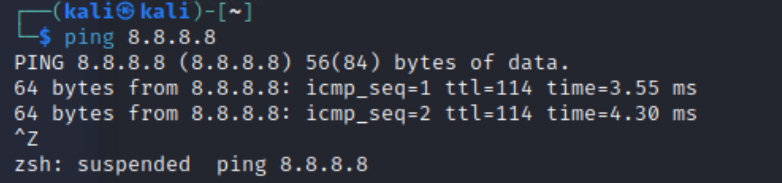 ┌──(kali㉿kali)-[~]
└─$ ping 8.8.8.8
PING 8.8.8.8 (8.8.8.8) 56(84) bytes of data.
64 bytes from 8.8.8.8: icmp_seq=1 ttl=114 time=3.55 ms
64 bytes from 8.8.8.8: icmp_seq=2 ttl=114 time=4.30 ms
^Z
zsh: suspended  ping 8.8.8.8